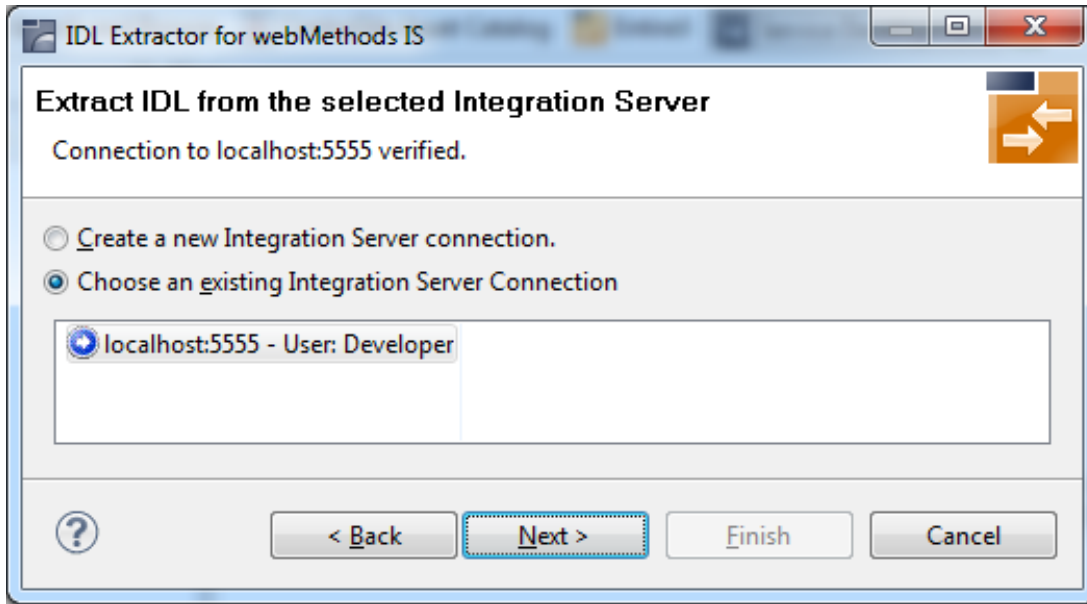 IDL Extractor for webMethods IS
Extract IDL from the selected Integration Server
Connection to localhost:5555 verified.
Create a new Integration Server connection.
Choose an existing Integration Server Connection
localhost:5555 - User: Developer
? < Back Next > Finish Cancel